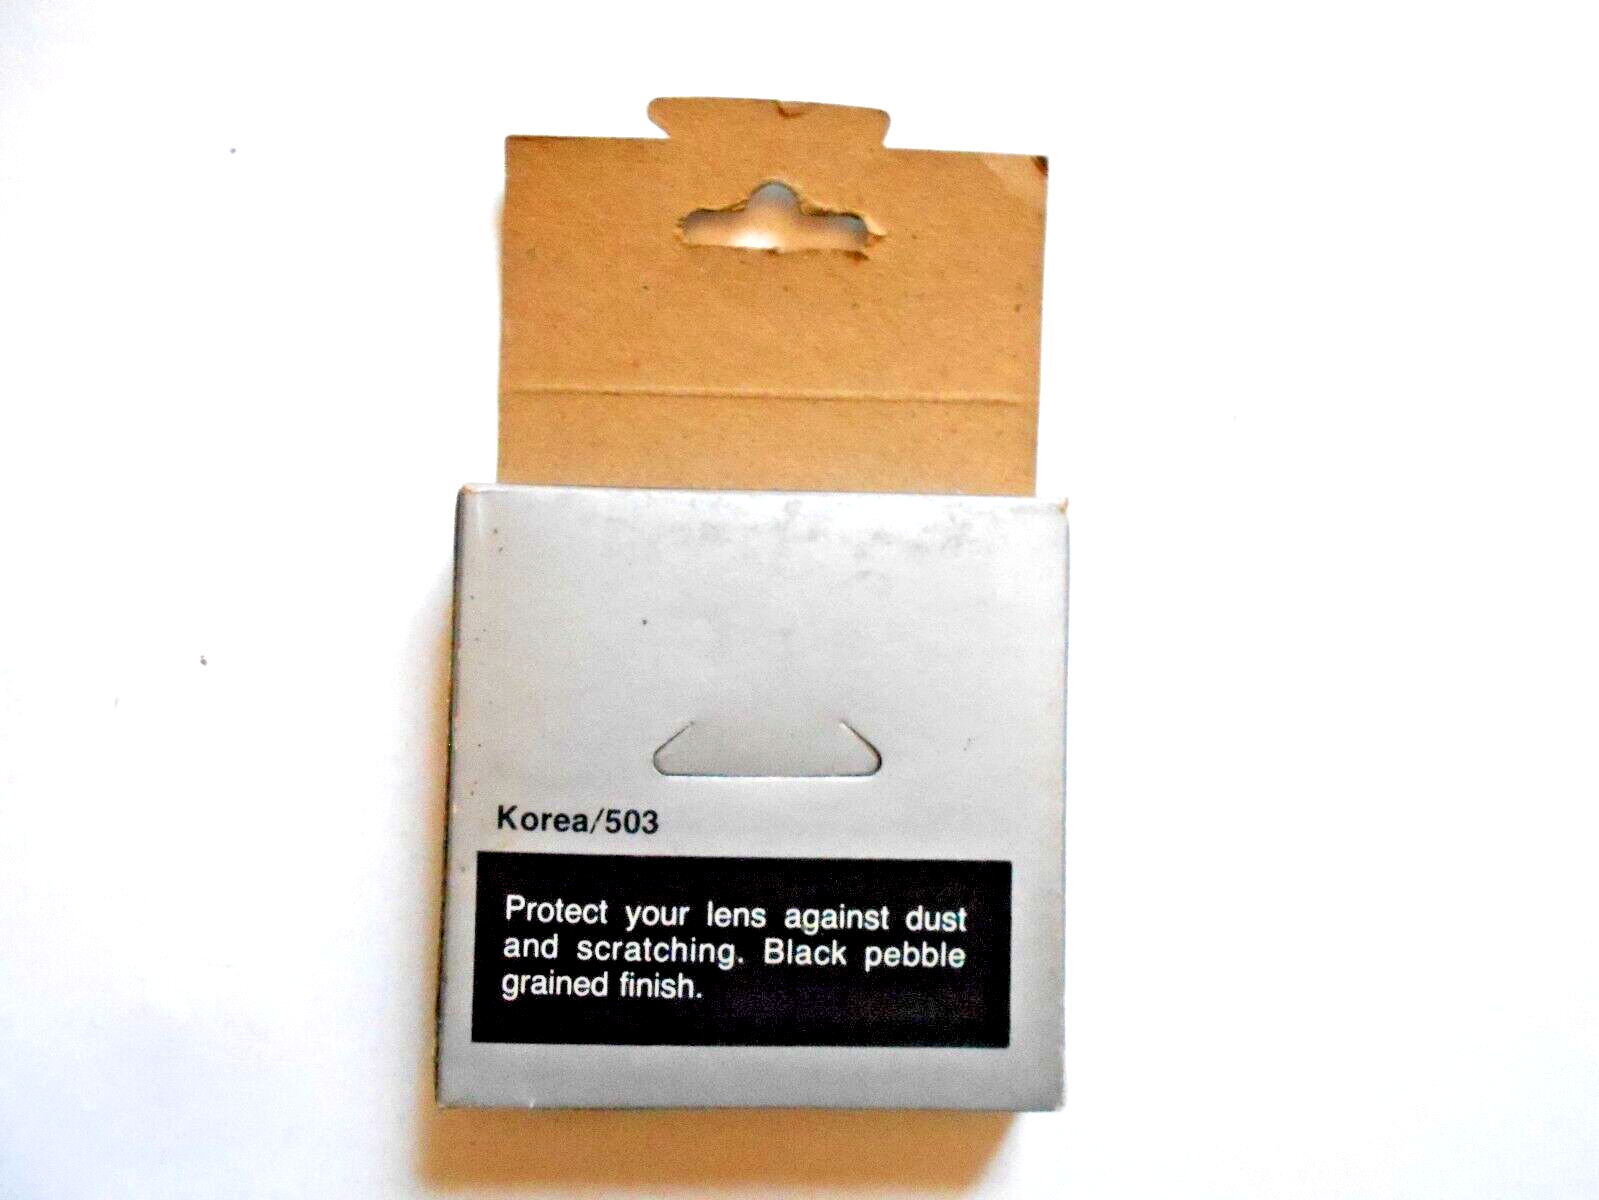 Korea/503
Protect your lens against dust
and scratching. Black pebble
grained finish.